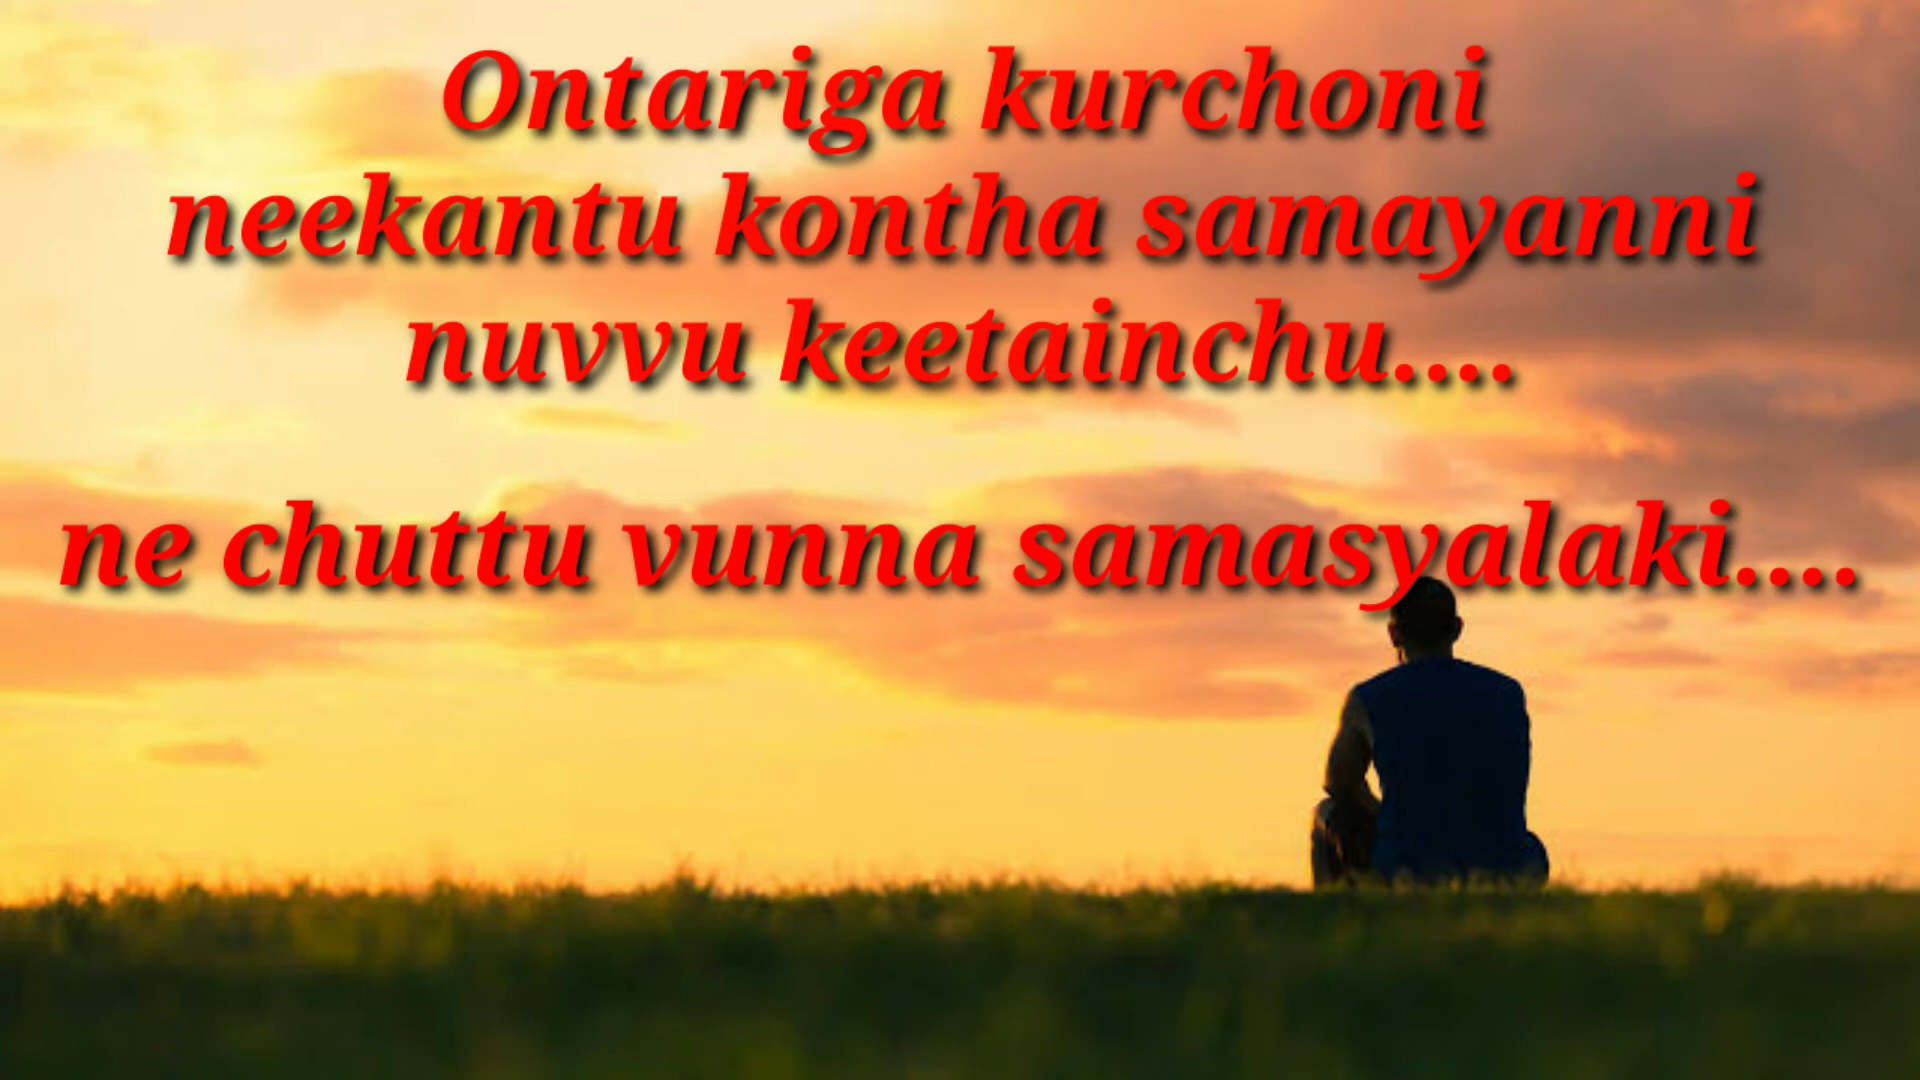 Ontariga kurchoni
neekantu kontha samayanni
nuvvu keetainchu....
ne chuttu vunna samasyalaki....